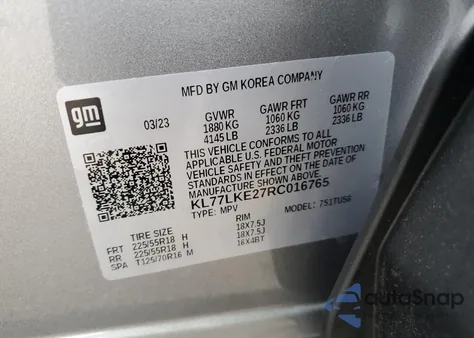 MFD BY GM KOREA COMPANY
gm
03/23
GVWR GAWR FRT GAWR RR
1880 KG 1060 KG 1060 KG
4145 LB 2336 LB 2336 LB
THIS VEHICLE CONFORMS TO ALL
APPLICABLE U.S. FEDERAL MOTOR
VEHICLE SAFETY AND THEFT PREVENTION
STANDARDS IN EFFECT ON THE DATE OF
MANUFACTURE SHOWN ABOVE.
KL77LKE27RC016765
TYPE: MPV MODEL: 7S1TU56
TIRE SIZE RIM
FRT 225/55R18 H 18X7.5J
RR 225/55R18 H 18X7.5J
SPA T125/70R16 M 16X4BT
autoSnap